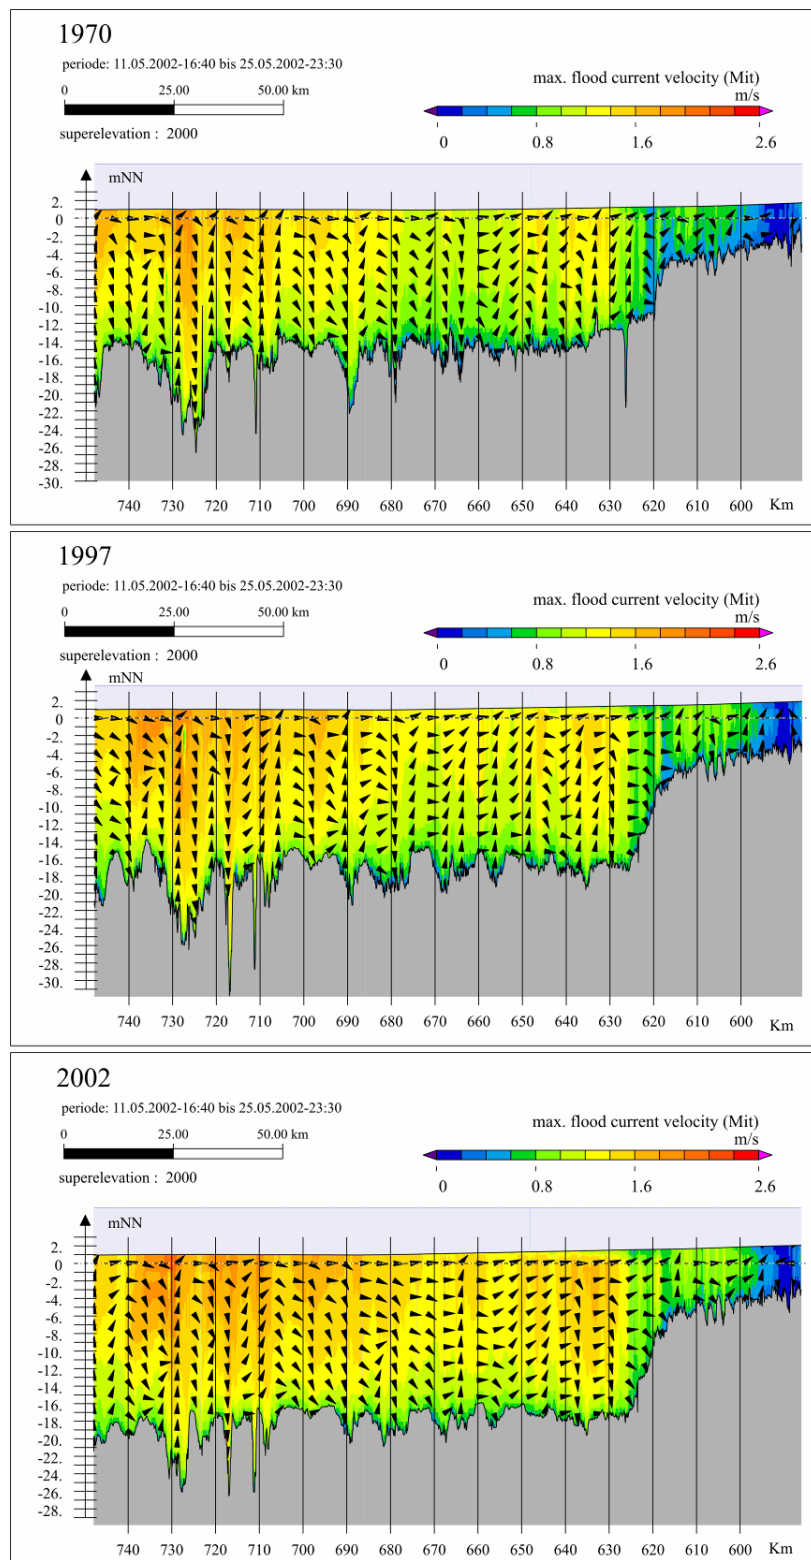 1970
periode: 11.05.2002-16:40 bis 25.05.2002-23:30
0 25.00 50.00 km
superelevation : 2000
max. flood current velocity (Mit)
m/s
0 0.8 1.6 2.6
mNN
2.
0
-2.
-4.
-6.
-8.
-10.
-12.
-14.
-16.
-18.
-20.
-22.
-24.
-26.
-28.
-30.
740 730 720 710 700 690 680 670 660 650 640 630 620 610 600 Km
1997
periode: 11.05.2002-16:40 bis 25.05.2002-23:30
0 25.00 50.00 km
superelevation : 2000
max. flood current velocity (Mit)
m/s
0 0.8 1.6 2.6
mNN
2.
0
-2.
-4.
-6.
-8.
-10.
-12.
-14.
-16.
-18.
-20.
-22.
-24.
-26.
-28.
-30.
740 730 720 710 700 690 680 670 660 650 640 630 620 610 600 Km
2002
periode: 11.05.2002-16:40 bis 25.05.2002-23:30
0 25.00 50.00 km
superelevation : 2000
max. flood current velocity (Mit)
m/s
0 0.8 1.6 2.6
mNN
2.
0
-2.
-4.
-6.
-8.
-10.
-12.
-14.
-16.
-18.
-20.
-22.
-24.
-26.
-28.
740 730 720 710 700 690 680 670 660 650 640 630 620 610 600 Km